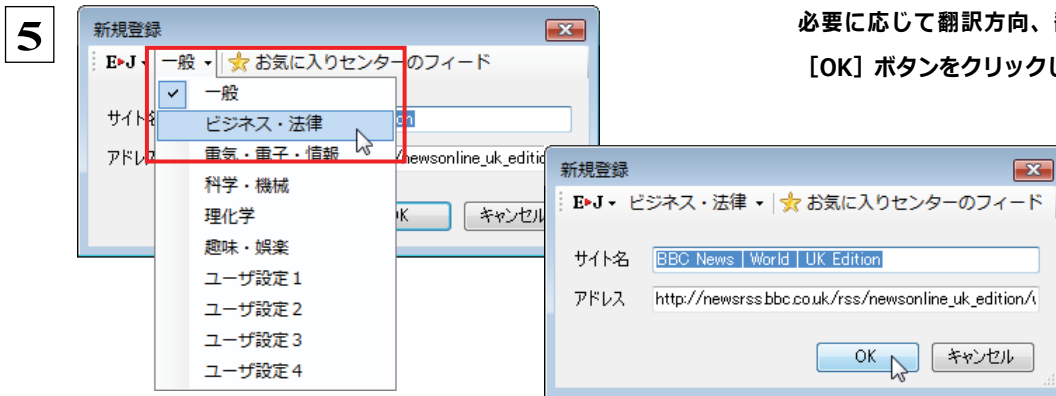 5
必要に応じて翻訳方向、
［OK］ボタンをクリック
新規登録
E▸J 一般 お気に入りセンターのフィード
サイト名
アドレ
newsonline_uk_editio
キャンセル
一般
ビジネス・法律
電気・電子・情報
科学・機械
理化学
趣味・娯楽
ユーザ設定1
ユーザ設定2
ユーザ設定3
ユーザ設定4
新規登録
E▸J ビジネス・法律 お気に入りセンターのフィード
サイト名 BBC News | World | UK Edition
アドレス http://newsrss.bbc.co.uk/rss/newsonline_uk_edition/
OK キャンセル